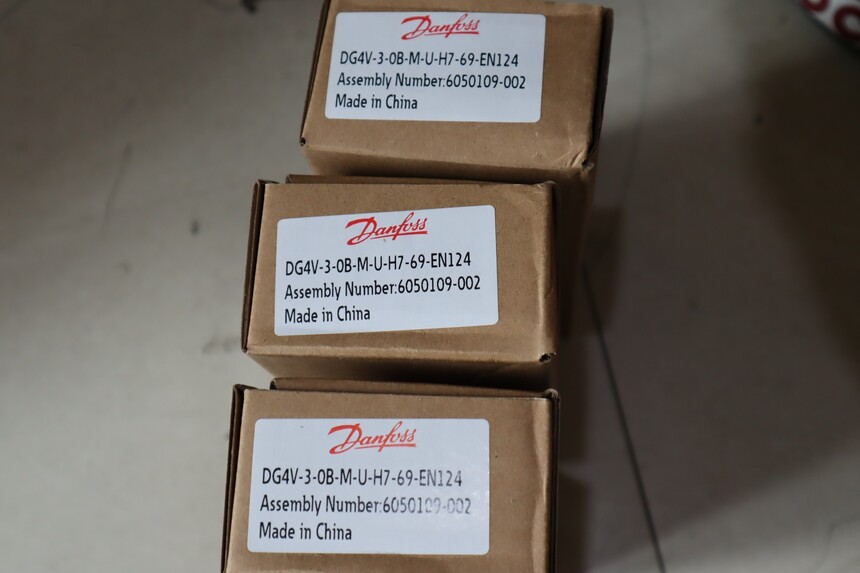 Danfoss
DG4V-3-0B-M-U-H7-69-EN124
Assembly Number:6050109-002
Made in China
Danfoss
DG4V-3-0B-M-U-H7-69-EN124
Assembly Number:6050109-002
Made in China
Danfoss
DG4V-3-0B-M-U-H7-69-EN124
Assembly Number:6050109-002
Made in China